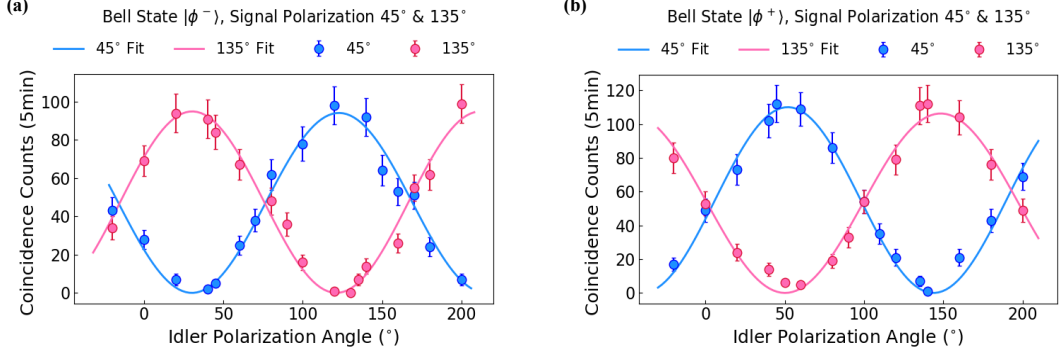 (a)
Bell State |ϕ⁻⟩, Signal Polarization 45° & 135°
45° Fit 135° Fit 45° 135°
Coincidence Counts (5min)
100
80
60
40
20
0
0 50 100 150 200
Idler Polarization Angle (°)
(b)
Bell State |ϕ⁺⟩, Signal Polarization 45° & 135°
45° Fit 135° Fit 45° 135°
Coincidence Counts (5min)
120
100
80
60
40
20
0
0 50 100 150 200
Idler Polarization Angle (°)